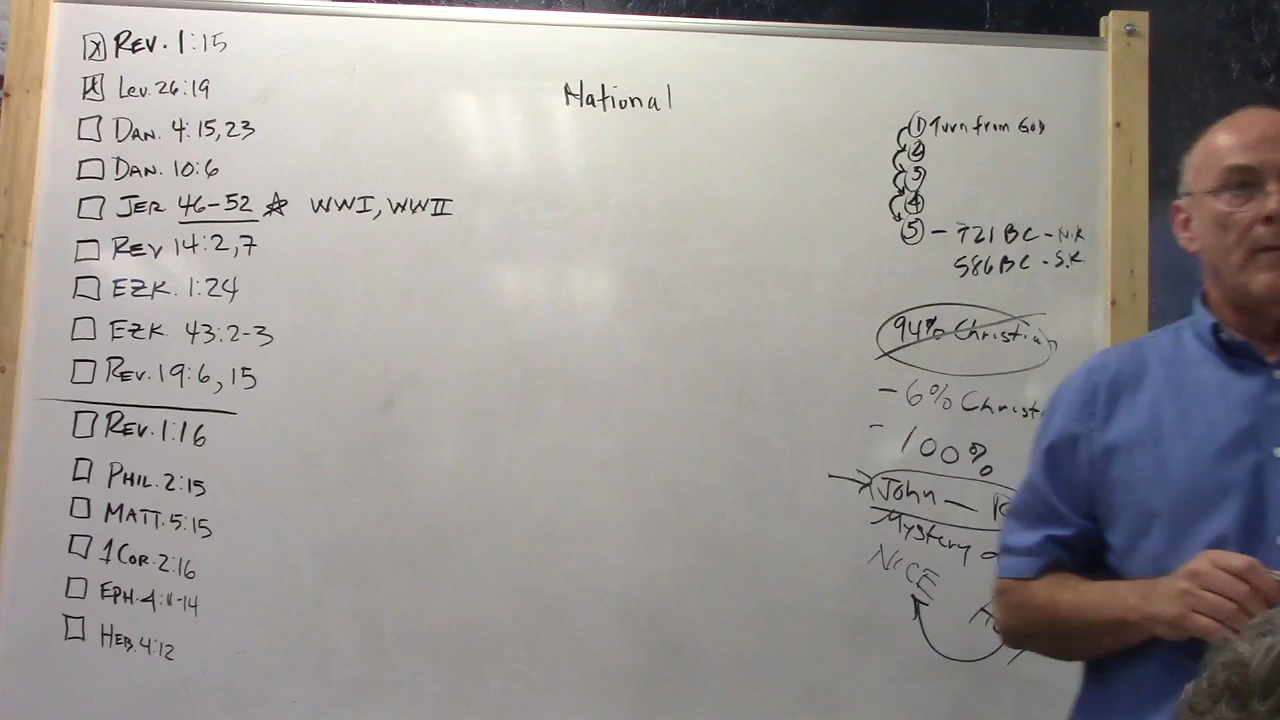 ☒ REV. 1:15
☒ Lev. 26:19
☐ DAN. 4:15,23
☐ DAN. 10:6
☐ JER 46-52 ☆ WWI, WWII
☐ REV 14:2,7
☐ EZK. 1:24
☐ EZK. 43:2-3
☐ REV. 19:6,15
☐ REV. 1:16
☐ PHIL. 2:15
☐ MATT. 5:15
☐ 1 COR. 2:16
☐ EPH. 4:11-14
☐ HEB. 4:12
National
① Turn from GOD
②
③
④
⑤ - 721 BC - N.K
586 BC - S.K.
94% Christian
- 6% Christ
- 100%
John —
Mystery
NICE